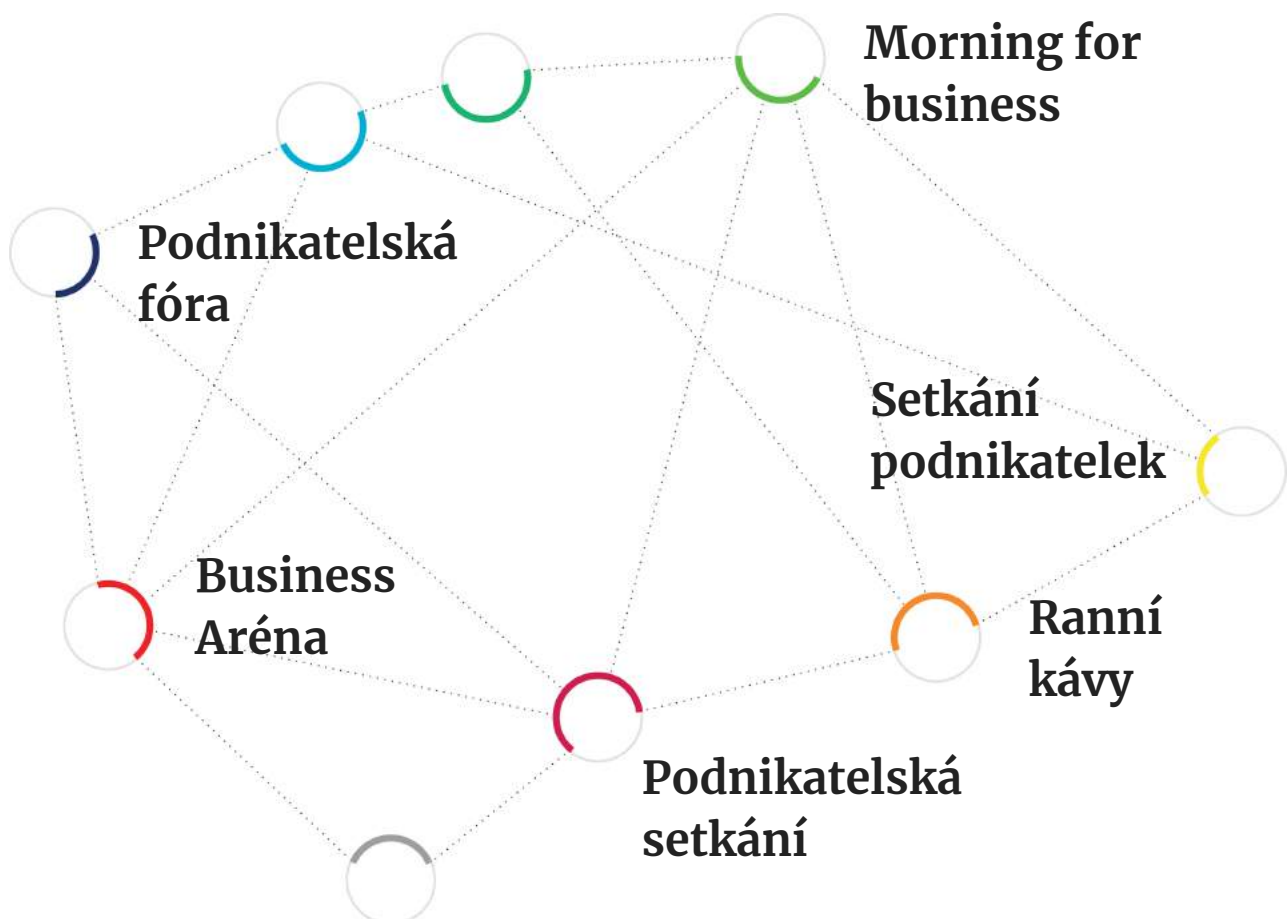 Morning for
business
Podnikatelská
fóra
Setkání
podnikatelek
Business
Aréna
Ranní
kávy
Podnikatelská
setkání